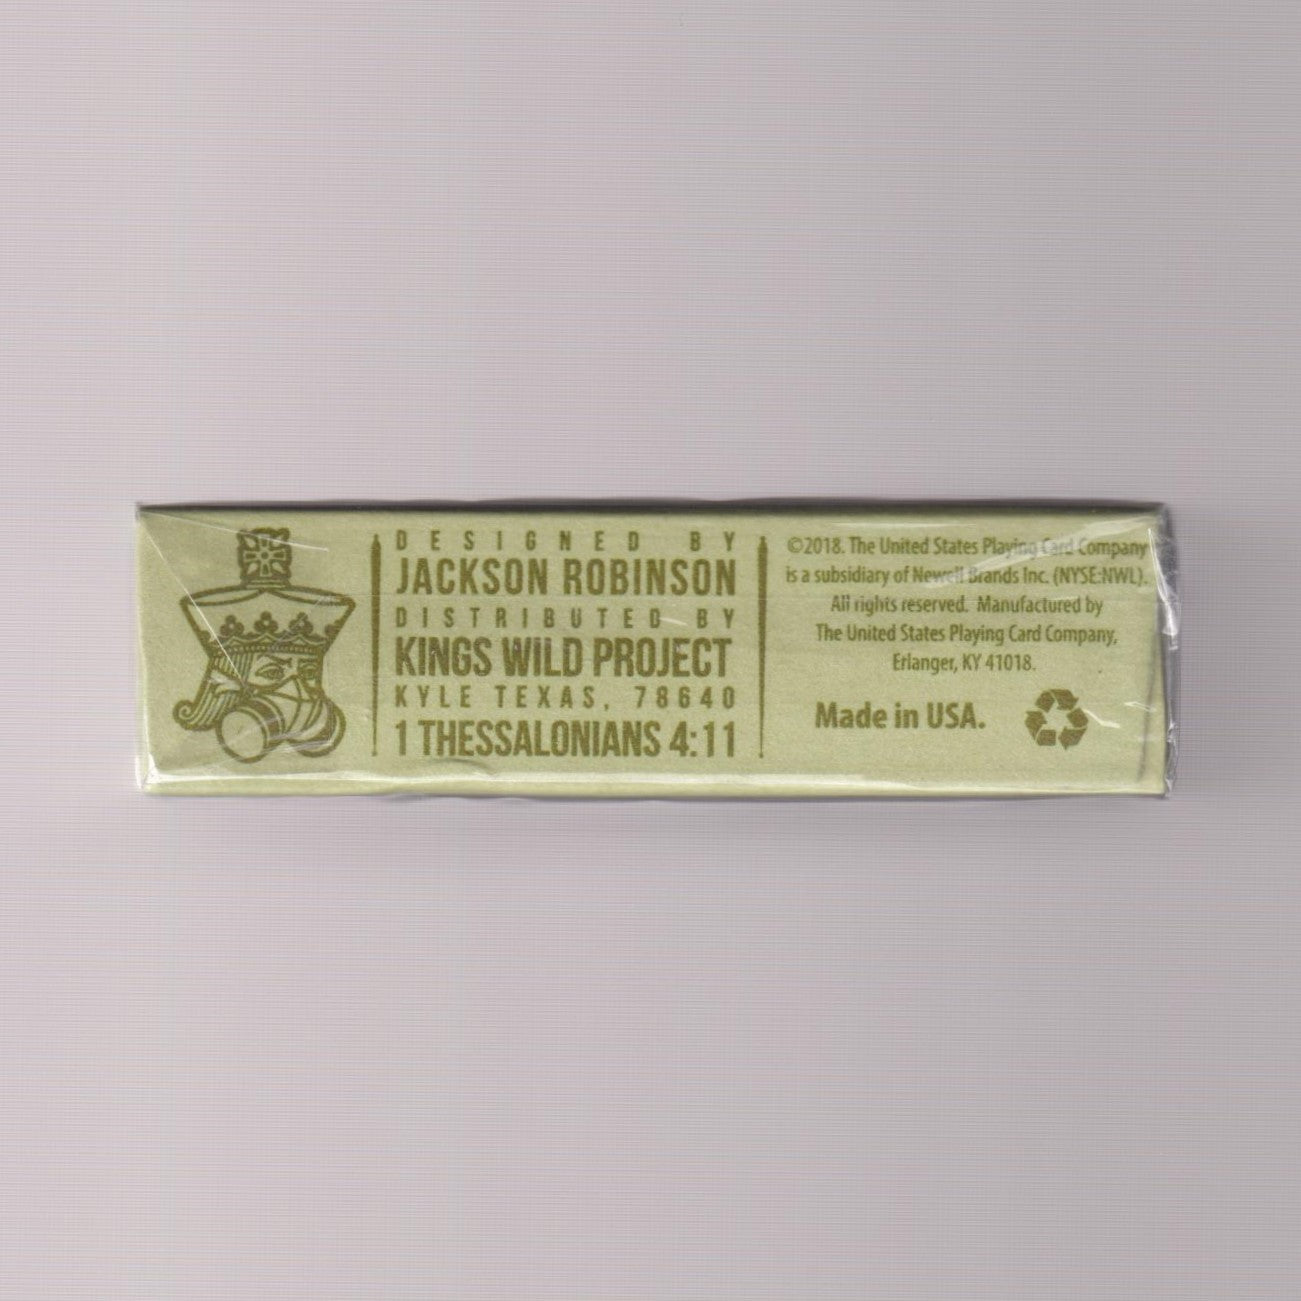 DESIGNED BY
JACKSON ROBINSON
DISTRIBUTED BY
KINGS WILD PROJECT
KYLE TEXAS, 78640
1 THESSALONIANS 4:11
©2018. The United States Playing Card Company
is a subsidiary of Newell Brands Inc. (NYSE:NWL).
All rights reserved. Manufactured by
The United States Playing Card Company,
Erlanger, KY 41018.
Made in USA.